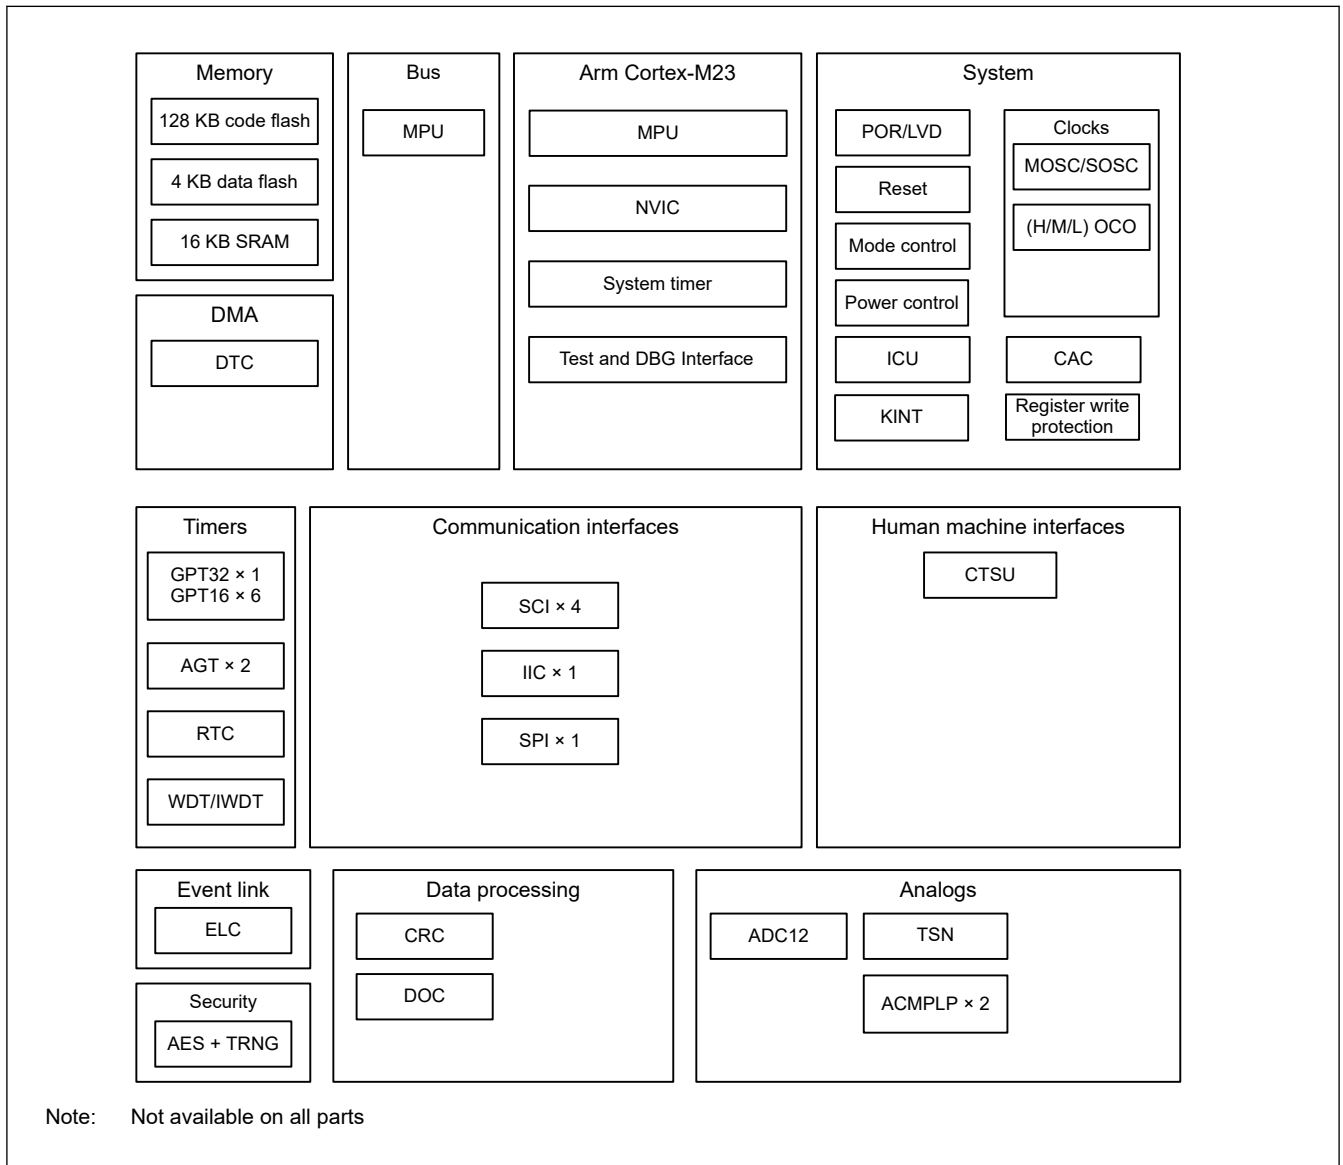 Memory
128 KB code flash
4 KB data flash
16 KB SRAM
DMA
DTC
Bus
MPU
Arm Cortex-M23
MPU
NVIC
System timer
Test and DBG Interface
System
POR/LVD
Reset
Mode control
Power control
ICU
KINT
Clocks
MOSC/SOSC
(H/M/L) OCO
CAC
Register write
protection
Timers
GPT32 × 1
GPT16 × 6
AGT × 2
RTC
WDT/IWDT
Communication interfaces
SCI × 4
IIC × 1
SPI × 1
Human machine interfaces
CTSU
Event link
ELC
Security
AES + TRNG
Data processing
CRC
DOC
Analogs
ADC12
TSN
ACMPLP × 2
Note: Not available on all parts